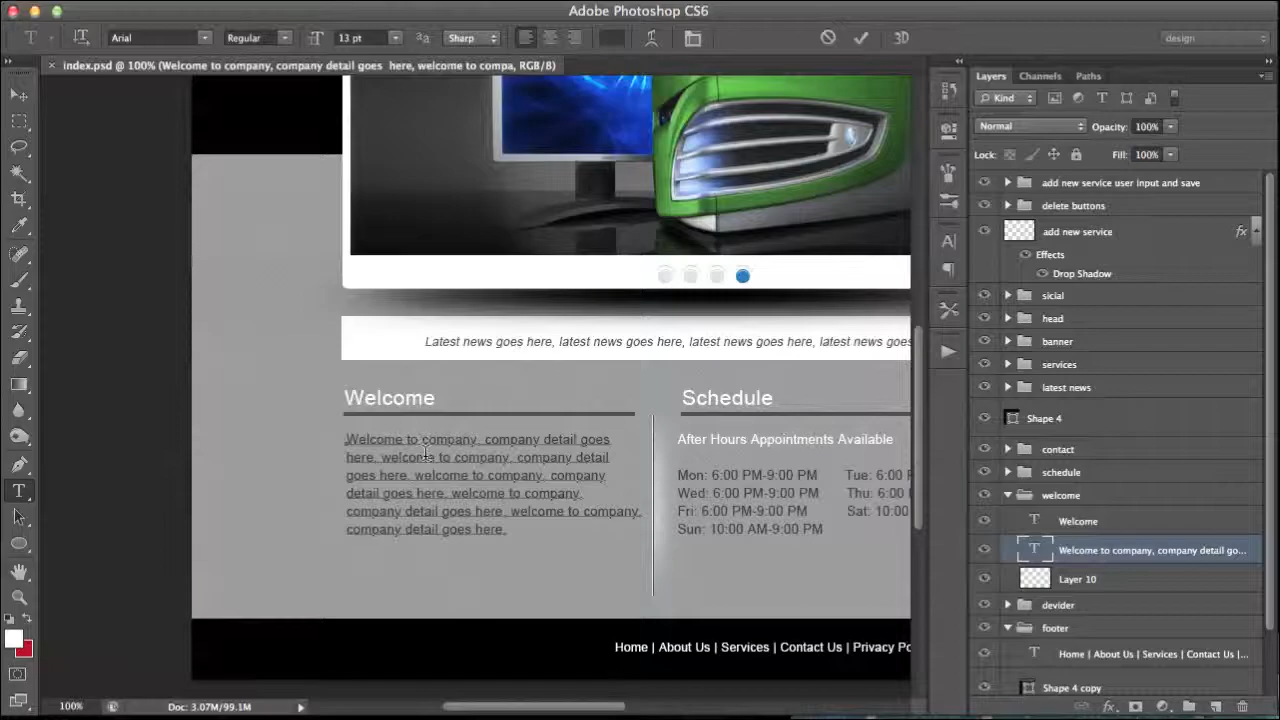 Adobe Photoshop CS6
T Arial Regular 13 pt aa Sharp 3D design
× index.psd @ 100% (Welcome to company, company detail goes here, welcome to compa, RGB/8)
Layers Channels Paths
Kind
Normal Opacity: 100%
Lock: Fill: 100%
add new service user input and save
delete buttons
add new service fx
Effects
Drop Shadow
sicial
head
banner
services
latest news
Shape 4
contact
schedule
welcome
T Welcome
T Welcome to company, company detail go...
Layer 10
devider
footer
T Home | About Us | Services | Contact Us |...
Shape 4 copy
Latest news goes here, latest news goes here, latest news goes here, latest news goes
Welcome
Welcome to company, company detail goes
here, welcome to company, company detail
goes here, welcome to company, company
detail goes here, welcome to company,
company detail goes here, welcome to company,
company detail goes here,
Schedule
After Hours Appointments Available
Mon: 6:00 PM-9:00 PM Tue: 6:00
Wed: 6:00 PM-9:00 PM Thu: 6:00
Fri: 6:00 PM-9:00 PM Sat: 10:00
Sun: 10:00 AM-9:00 PM
Home | About Us | Services | Contact Us | Privacy Po
100% Doc: 3.07M/99.1M